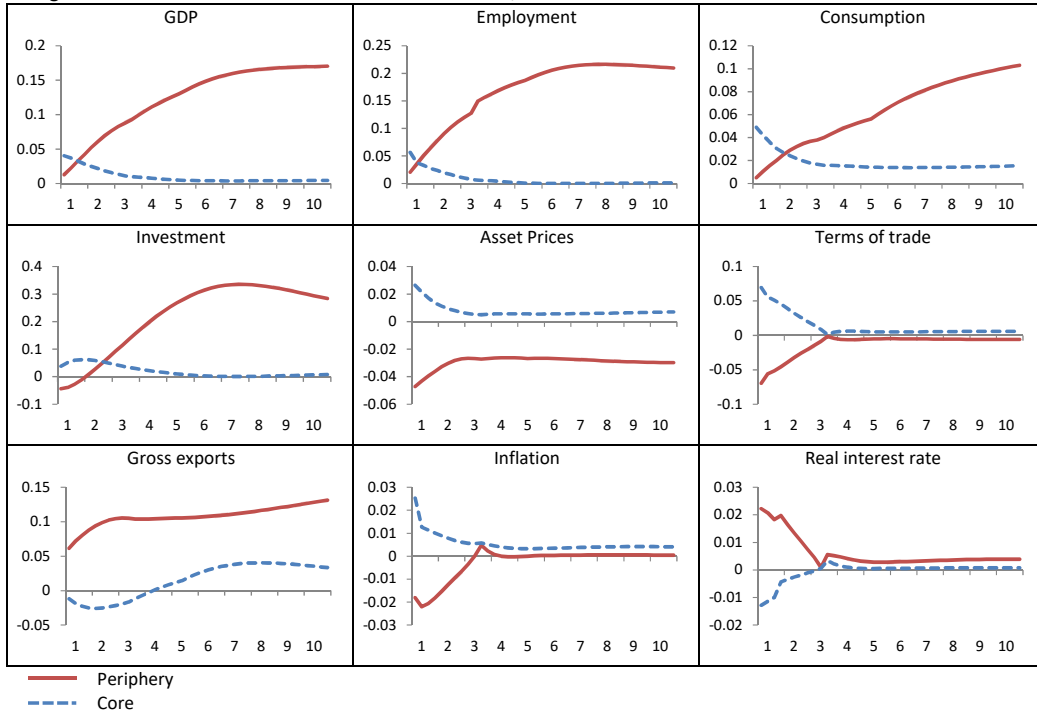 GDP
0.2
0.15
0.1
0.05
0
1 2 3 4 5 6 7 8 9 10
Employment
0.25
0.2
0.15
0.1
0.05
0
1 2 3 4 5 6 7 8 9 10
Consumption
0.12
0.1
0.08
0.06
0.04
0.02
0
1 2 3 4 5 6 7 8 9 10
Investment
0.4
0.3
0.2
0.1
0
-0.1
1 2 3 4 5 6 7 8 9 10
Asset Prices
0.04
0.02
0
-0.02
-0.04
-0.06
1 2 3 4 5 6 7 8 9 10
Terms of trade
0.1
0.05
0
-0.05
-0.1
1 2 3 4 5 6 7 8 9 10
Gross exports
0.15
0.1
0.05
0
-0.05
1 2 3 4 5 6 7 8 9 10
Inflation
0.03
0.02
0.01
0
-0.01
-0.02
-0.03
1 2 3 4 5 6 7 8 9 10
Real interest rate
0.03
0.02
0.01
0
-0.01
-0.02
1 2 3 4 5 6 7 8 9 10
Periphery
Core